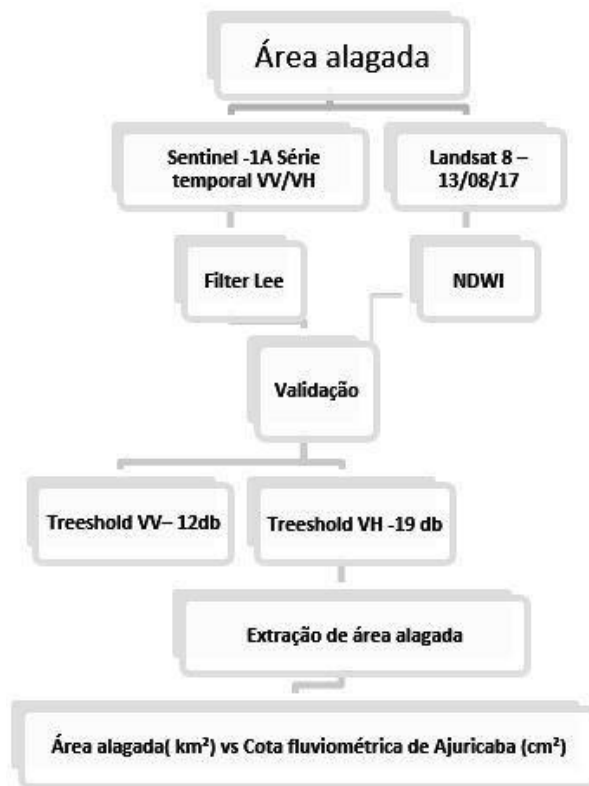 Área alagada
Sentinel -1A Série
temporal VV/VH
Landsat 8 –
13/08/17
Filter Lee
NDWI
Validação
Treeshold VV– 12db
Treeshold VH -19 db
Extração de área alagada
Área alagada( km²) vs Cota fluviométrica de Ajuricaba (cm²)